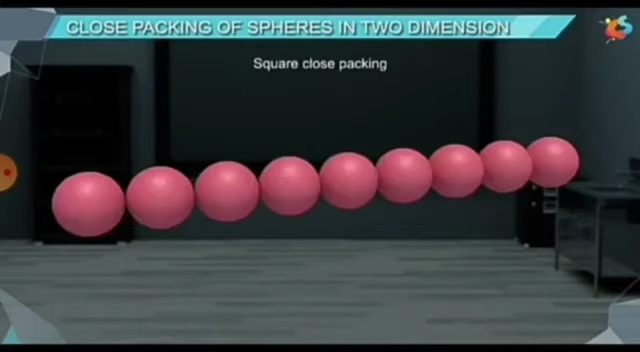 CLOSE PACKING OF SPHERES IN TWO DIMENSION
Square close packing